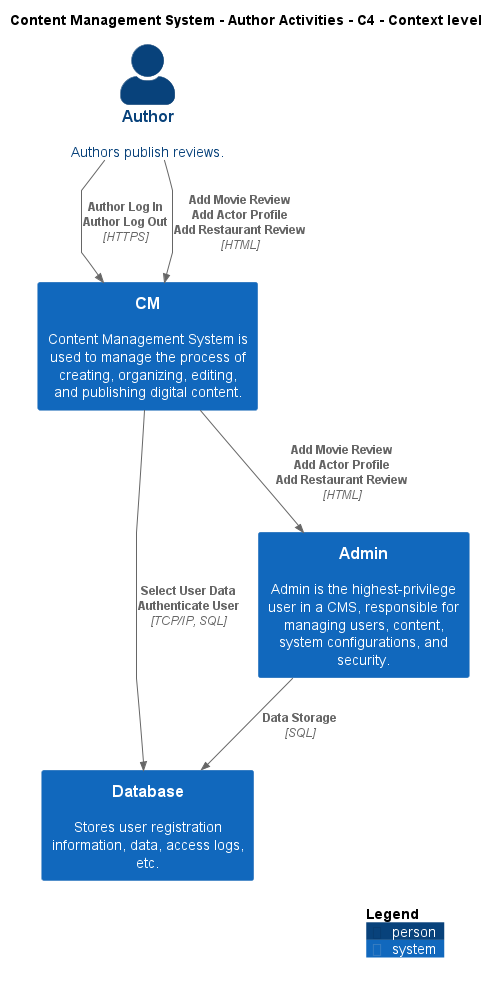 Content Management System - Author Activities - C4 - Context level
Author
Authors publish reviews.
Author Log In
Author Log Out
[HTTPS]
Add Movie Review
Add Actor Profile
Add Restaurant Review
[HTML]
CM
Content Management System is
used to manage the process of
creating, organizing, editing,
and publishing digital content.
Add Movie Review
Add Actor Profile
Add Restaurant Review
[HTML]
Admin
Admin is the highest-privilege
user in a CMS, responsible for
managing users, content,
system configurations, and
security.
Select User Data
Authenticate User
[TCP/IP, SQL]
Data Storage
[SQL]
Database
Stores user registration
information, data, access logs,
etc.
Legend
person
system